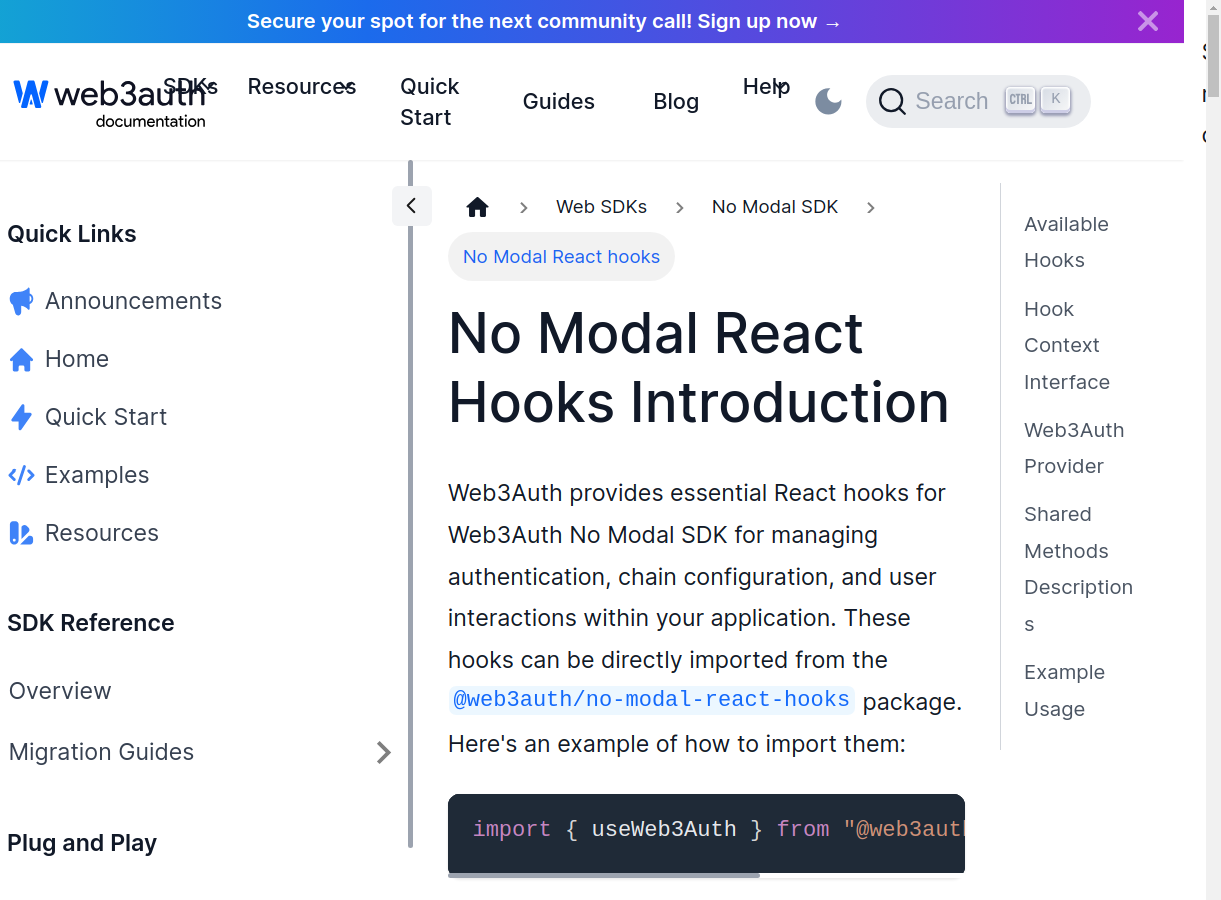 Secure your spot for the next community call! Sign up now →
web3auth
documentation
SDKs
Resources
Quick
Start
Guides
Blog
Help
Search
CTRL
K
Quick Links
Announcements
Home
Quick Start
Examples
Resources
SDK Reference
Overview
Migration Guides
Plug and Play
Web SDKs
No Modal SDK
No Modal React hooks
No Modal React
Hooks Introduction
Web3Auth provides essential React hooks for
Web3Auth No Modal SDK for managing
authentication, chain configuration, and user
interactions within your application. These
hooks can be directly imported from the
@web3auth/no-modal-react-hooks package.
Here's an example of how to import them:
import { useWeb3Auth } from "@web3auth
Available
Hooks
Hook
Context
Interface
Web3Auth
Provider
Shared
Methods
Description
s
Example
Usage